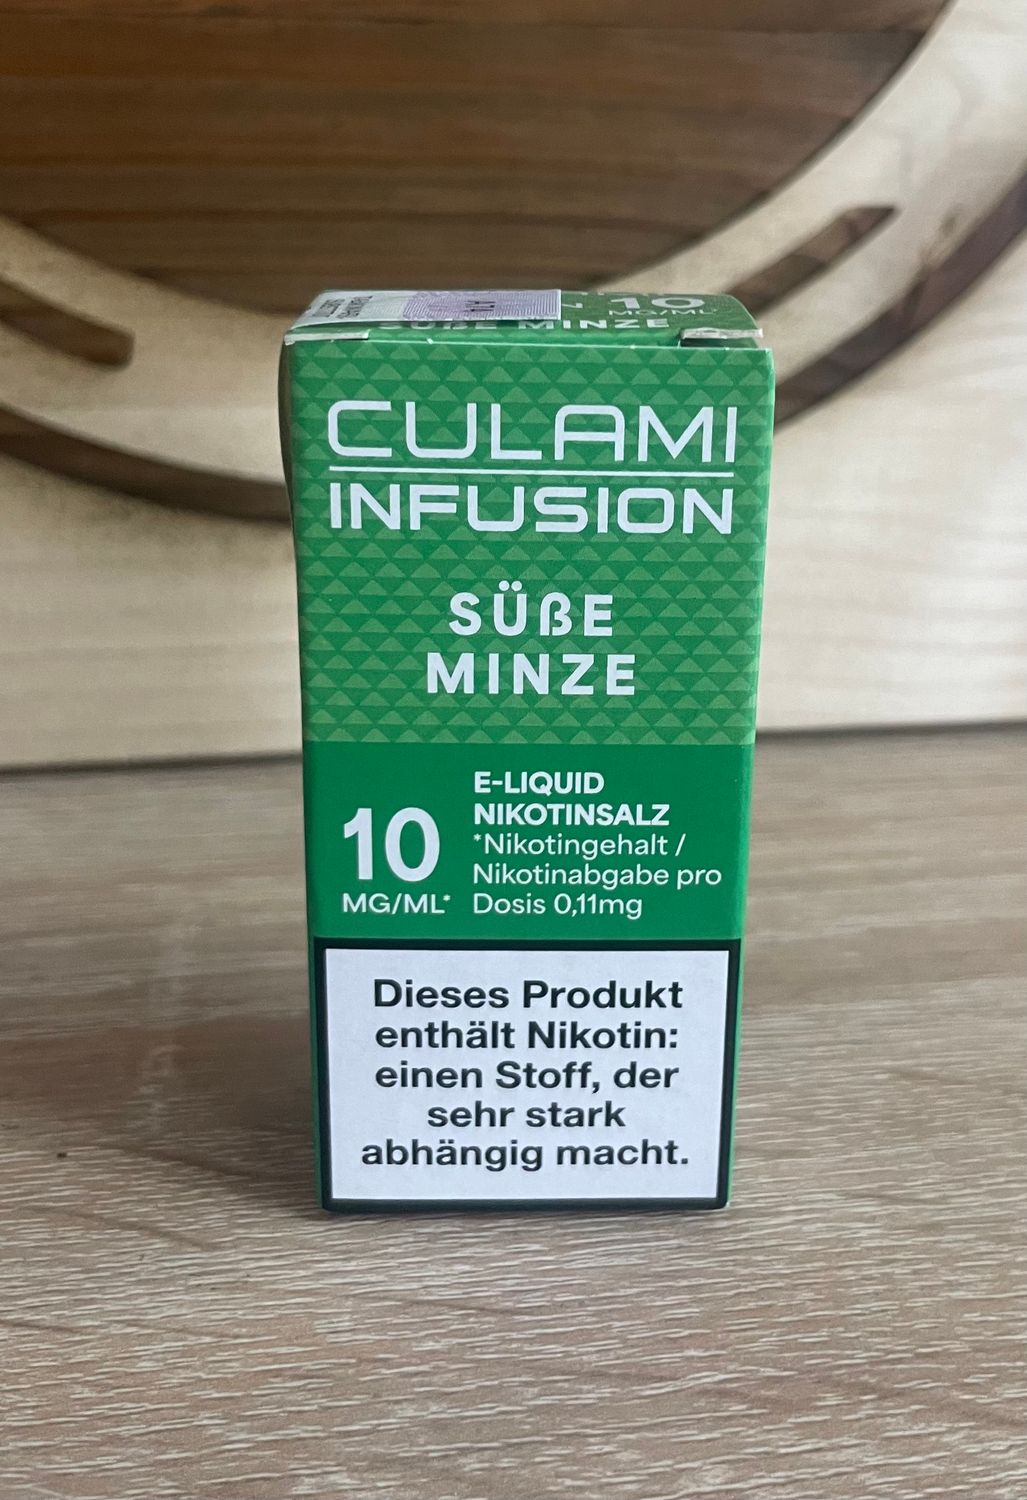 10
MG/ML*
SÜßE MINZE
CULAMI
INFUSION
SÜßE
MINZE
10
MG/ML*
E-LIQUID
NIKOTINSALZ
*Nikotingehalt /
Nikotinabgabe pro
Dosis 0,11mg
Dieses Produkt
enthält Nikotin:
einen Stoff, der
sehr stark
abhängig macht.